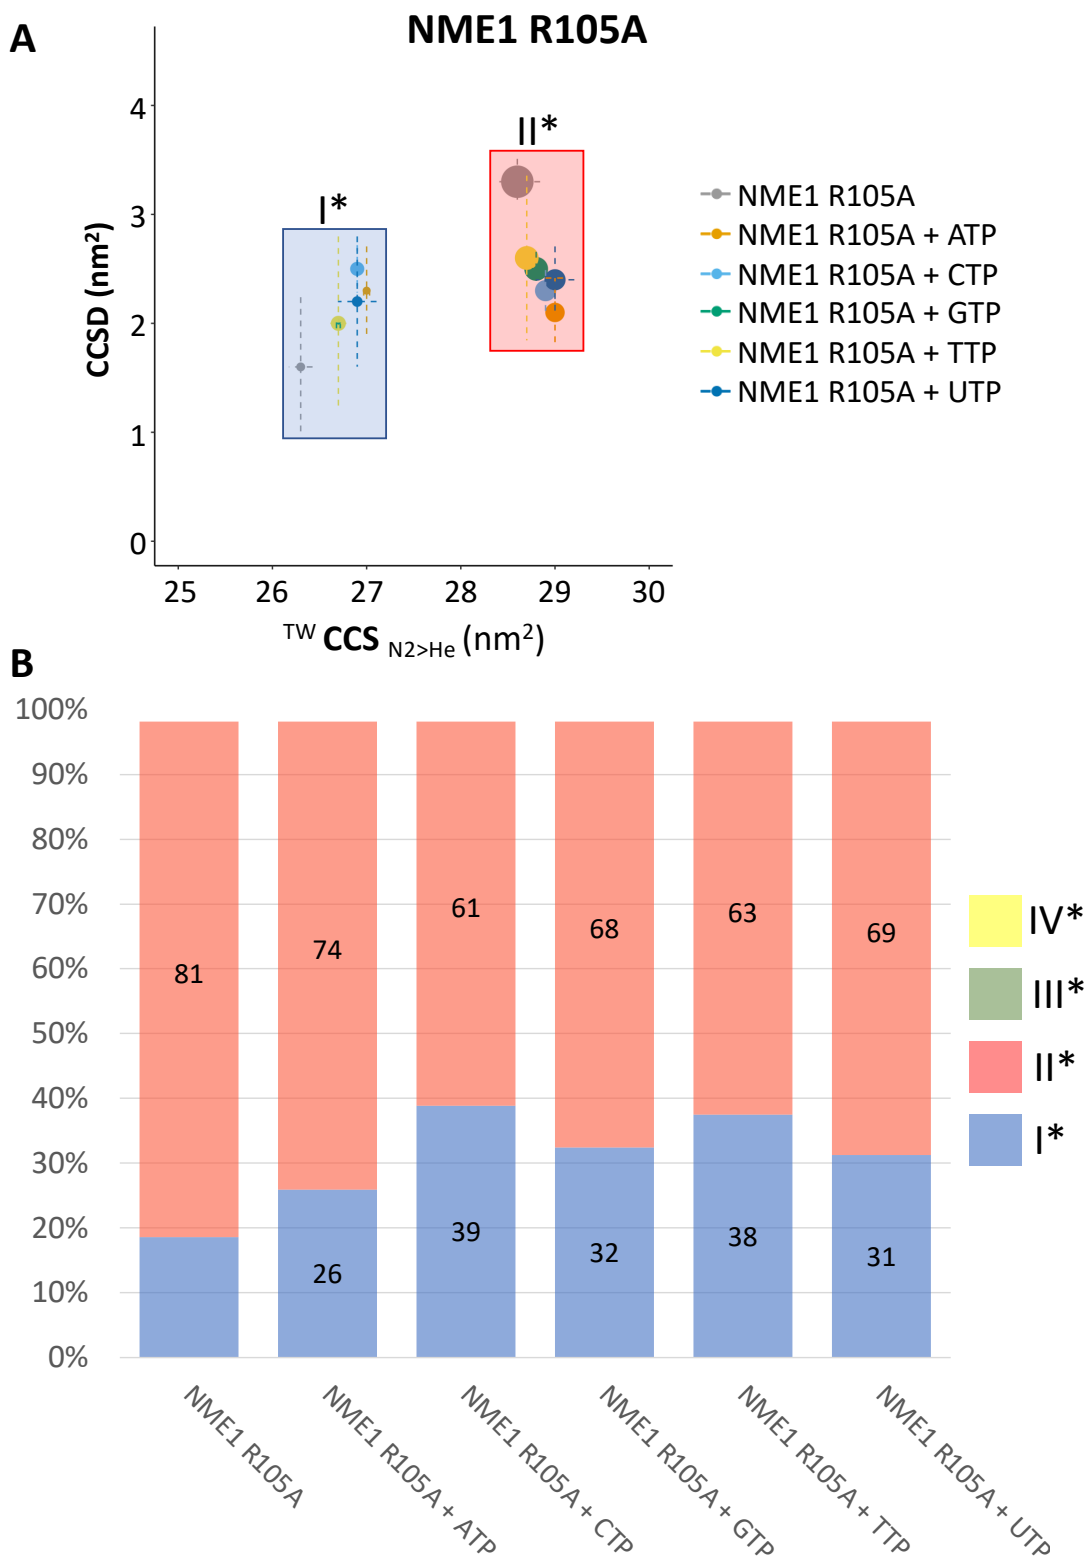 A
NME1 R105A
4
3
2
1
0
CCSD (nm²)
I*
II*
25 26 27 28 29 30
TW CCS N2>He (nm²)
NME1 R105A
NME1 R105A + ATP
NME1 R105A + CTP
NME1 R105A + GTP
NME1 R105A + TTP
NME1 R105A + UTP
B
100%
90%
80%
70%
60%
50%
40%
30%
20%
10%
0%
81 74 61 68 63 69
26 39 32 38 31
NME1 R105A
NME1 R105A + ATP
NME1 R105A + CTP
NME1 R105A + GTP
NME1 R105A + TTP
NME1 R105A + UTP
IV*
III*
II*
I*